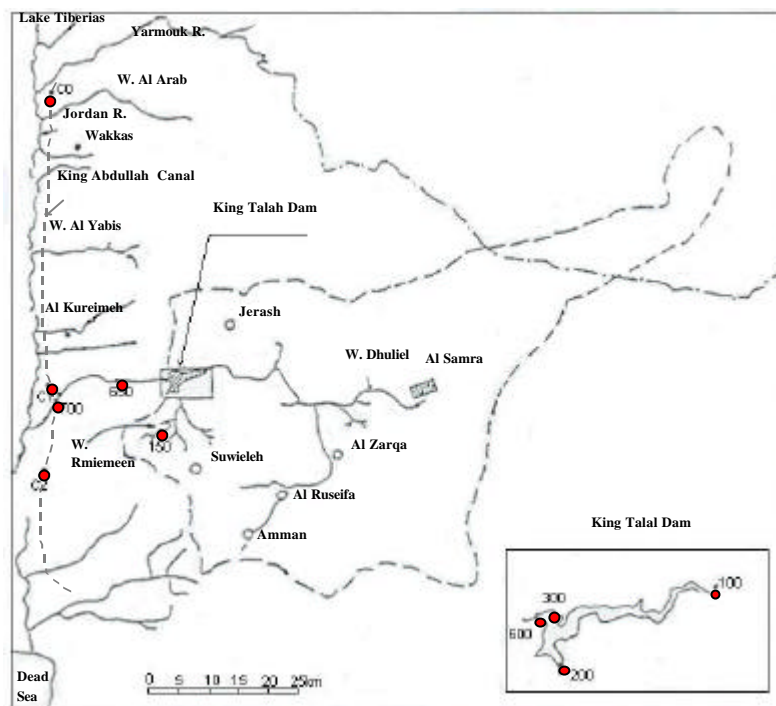 Lake Tiberias
Yarmouk R.
W. Al Arab
C0
Jordan R.
Wakkas
King Abdullah Canal
King Talah Dam
W. Al Yabis
Al Kureimeh
Jerash
W. Dhuliel
Al Samra
650
700
W.
Rmiemeen
150
Suwieleh
Al Zarqa
C2
Al Ruseifa
Amman
King Talal Dam
100
300
600
200
Dead
Sea
0 5 10 15 20 25km